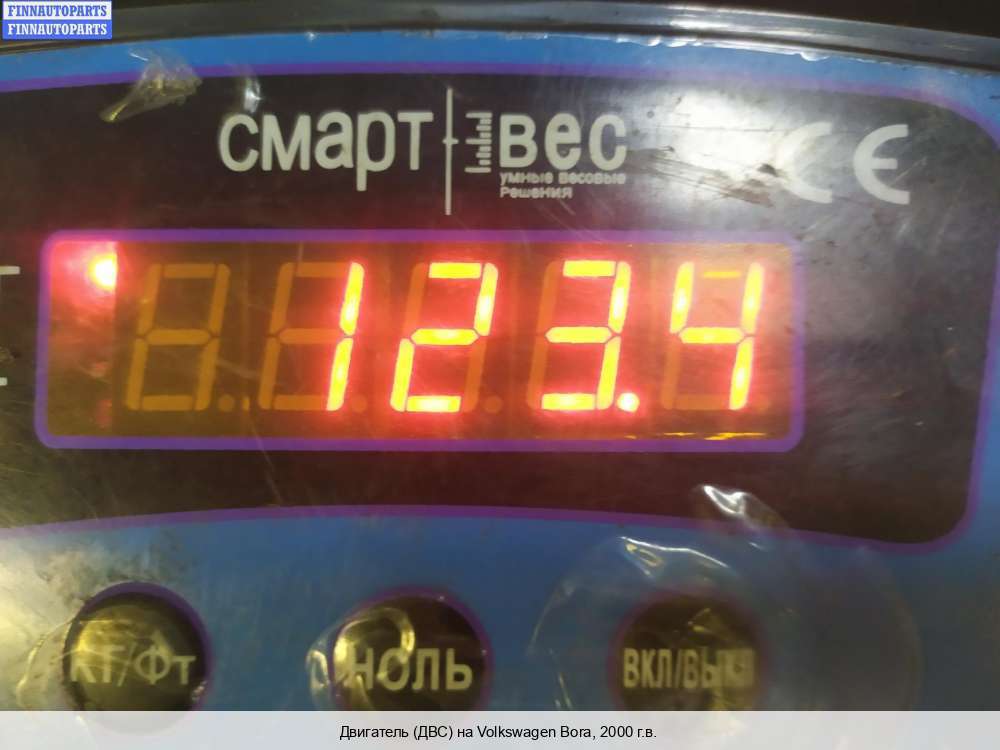 FINNAUTOPARTS
FINNAUTOPARTS
смарт вес
умные весовые
Решения
CE
123.4
КГ/Фт
НОЛЬ
ВКЛ/ВЫКЛ
Двигатель (ДВС) на Volkswagen Bora, 2000 г.в.